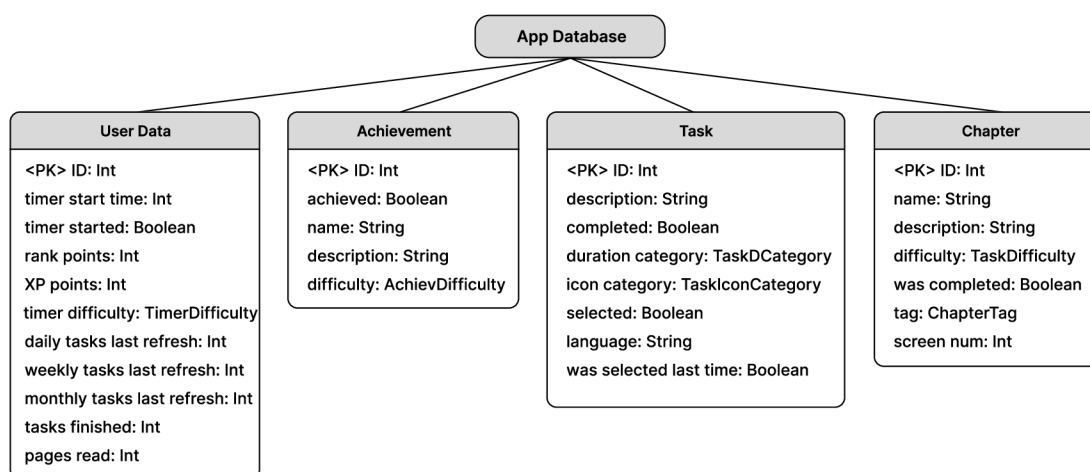 App Database
User Data
<PK> ID: Int
timer start time: Int
timer started: Boolean
rank points: Int
XP points: Int
timer difficulty: TimerDifficulty
daily tasks last refresh: Int
weekly tasks last refresh: Int
monthly tasks last refresh: Int
tasks finished: Int
pages read: Int
Achievement
<PK> ID: Int
achieved: Boolean
name: String
description: String
difficulty: AchievDifficulty
Task
<PK> ID: Int
description: String
completed: Boolean
duration category: TaskDCategory
icon category: TaskIconCategory
selected: Boolean
language: String
was selected last time: Boolean
Chapter
<PK> ID: Int
name: String
description: String
difficulty: TaskDifficulty
was completed: Boolean
tag: ChapterTag
screen num: Int